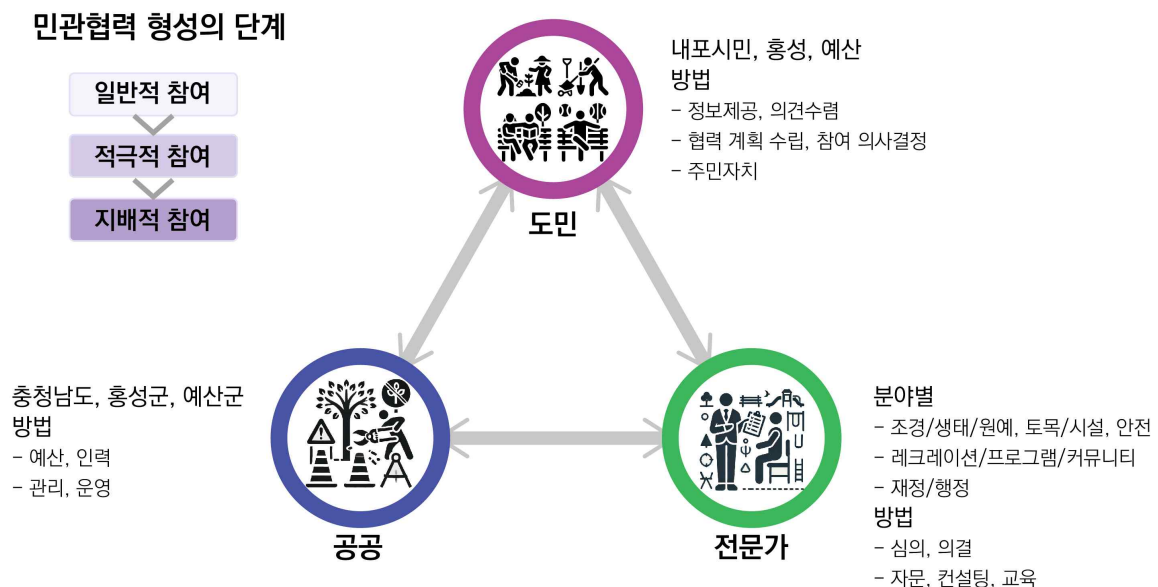 민관협력 형성의 단계
일반적 참여
적극적 참여
지배적 참여
내포시민, 홍성, 예산
방법
- 정보제공, 의견수렴
- 협력 계획 수립, 참여 의사결정
- 주민자치
도민
충청남도, 홍성군, 예산군
방법
- 예산, 인력
- 관리, 운영
공공
분야별
- 조경/생태/원예, 토목/시설, 안전
- 레크레이션/프로그램/커뮤니티
- 재정/행정
방법
- 심의, 의결
- 자문, 컨설팅, 교육
전문가